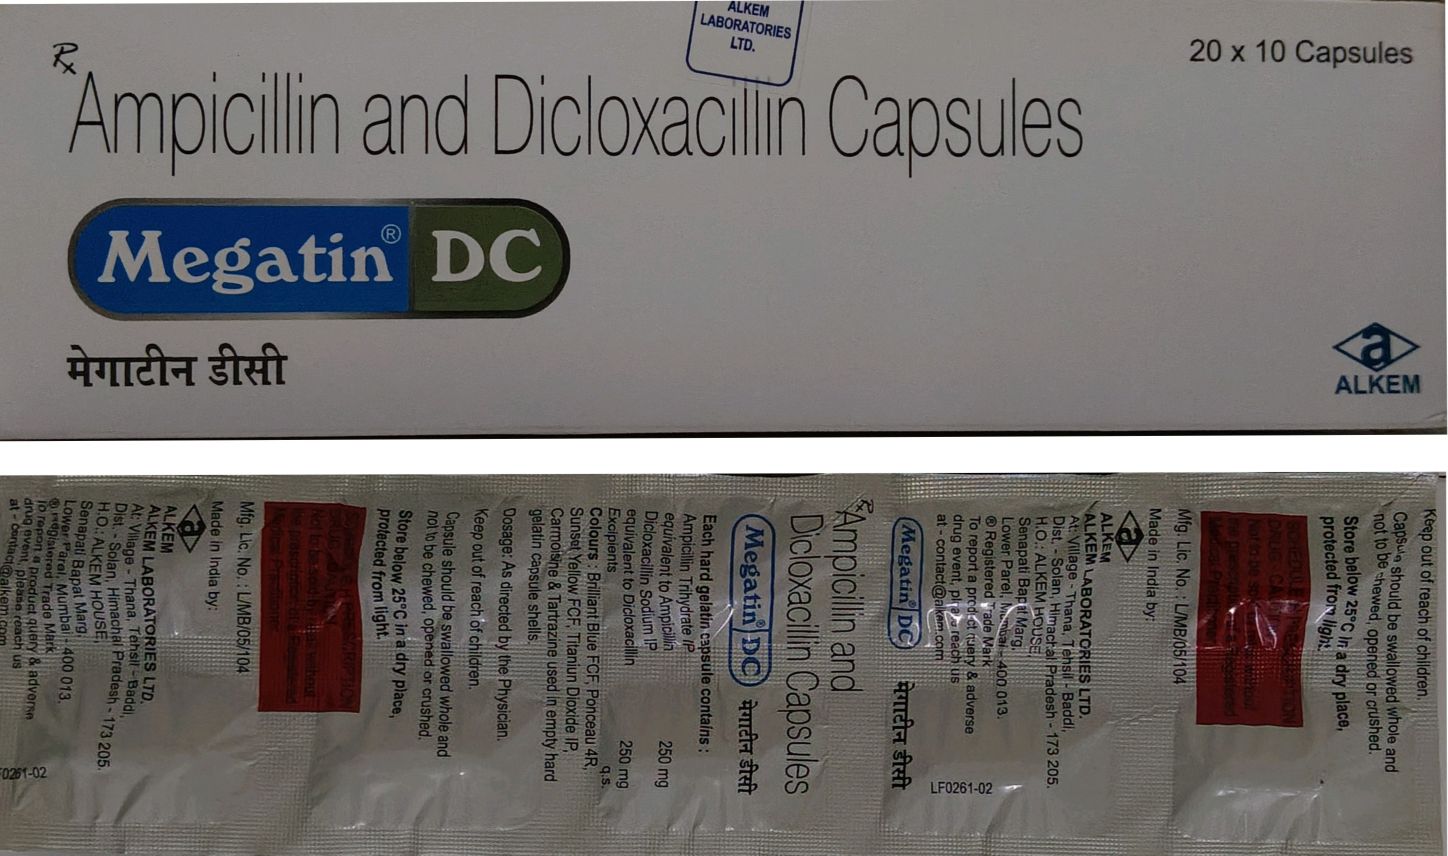 ALKEM
LABORATORIES
LTD.
20 x 10 Capsules
Rx
Ampicillin and Dicloxacillin Capsules
Megatin® DC
मेगाटीन डीसी
a
ALKEM
Keep out of reach of children.
Capsule should be swallowed whole and
not to be chewed, opened or crushed.
Store below 25°C in a dry place,
protected from light.
Mfg. Lic. No. : L/MB/05/104
Made in India by:
a
ALKEM
ALKEM LABORATORIES LTD.
At: Village - Thana, Tehsil - Baddi,
Dist. - Solan, Himachal Pradesh - 173 205.
H.O.: ALKEM HOUSE,
Senapati Bapat Marg,
Lower Parel, Mumbai - 400 013.
® Registered Trade Mark
To report a product query & adverse
drug event, please reach us
at - contact@alkem.com
LF0261-02
Megatin® DC मेगाटीन डीसी
Rx
Ampicillin and
Dicloxacillin Capsules
Megatin® DC मेगाटीन डीसी
Each hard gelatin capsule contains :
Ampicillin Trihydrate IP
equivalent to Ampicillin 250 mg
Dicloxacillin Sodium IP
equivalent to Dicloxacillin 250 mg
Excipients q.s.
Colours : Brilliant Blue FCF, Ponceau 4R,
Sunset Yellow FCF, Titanium Dioxide IP,
Carmoisine & Tartrazine used in empty hard
gelatin capsule shells.
Dosage: As directed by the Physician.
Keep out of reach of children.
Capsule should be swallowed whole and
not to be chewed, opened or crushed.
Store below 25°C in a dry place,
protected from light.
Mfg. Lic. No. : L/MB/05/104
Made in India by:
a
ALKEM
ALKEM LABORATORIES LTD.
At: Village - Thana, Tehsil - Baddi,
Dist. - Solan, Himachal Pradesh - 173 205.
H.O.: ALKEM HOUSE,
Senapati Bapat Marg,
Lower Parel, Mumbai - 400 013.
® Registered Trade Mark
To report a product query & adverse
drug event, please reach us
at - contact@alkem.com
0261-02